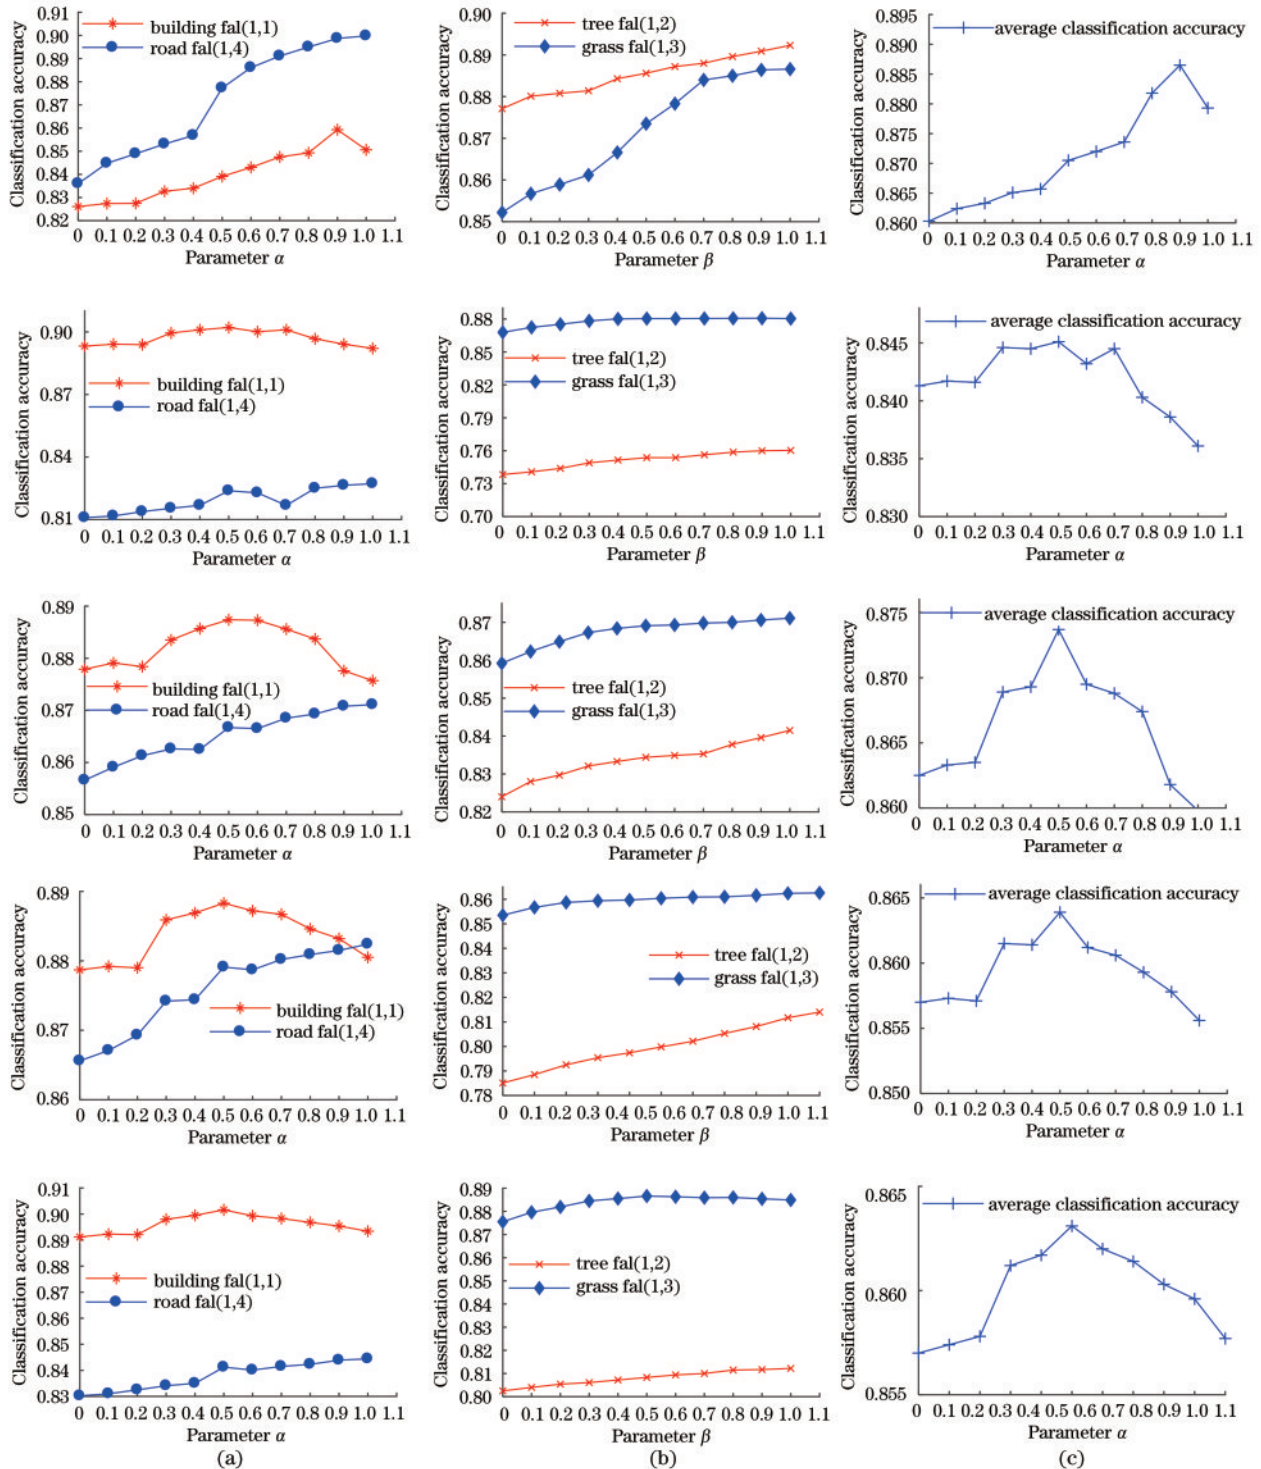 Classification accuracy
0.91
0.90
0.89
0.88
0.87
0.86
0.85
0.84
0.83
0.82
building fal(1,1)
road fal(1,4)
0 0.1 0.2 0.3 0.4 0.5 0.6 0.7 0.8 0.9 1.0 1.1
Parameter α
Classification accuracy
0.90
0.89
0.88
0.87
0.86
0.85
tree fal(1,2)
grass fal(1,3)
0 0.1 0.2 0.3 0.4 0.5 0.6 0.7 0.8 0.9 1.0 1.1
Parameter β
Classification accuracy
0.895
0.890
0.885
0.880
0.875
0.870
0.865
0.860
average classification accuracy
0 0.1 0.2 0.3 0.4 0.5 0.6 0.7 0.8 0.9 1.0 1.1
Parameter α
Classification accuracy
0.90
0.87
0.84
0.81
building fal(1,1)
road fal(1,4)
0 0.1 0.2 0.3 0.4 0.5 0.6 0.7 0.8 0.9 1.0 1.1
Parameter α
Classification accuracy
0.88
0.85
0.82
0.79
0.76
0.73
0.70
tree fal(1,2)
grass fal(1,3)
0 0.1 0.2 0.3 0.4 0.5 0.6 0.7 0.8 0.9 1.0 1.1
Parameter β
Classification accuracy
0.845
0.840
0.835
0.830
average classification accuracy
0 0.1 0.2 0.3 0.4 0.5 0.6 0.7 0.8 0.9 1.0 1.1
Parameter α
Classification accuracy
0.89
0.88
0.87
0.86
0.85
building fal(1,1)
road fal(1,4)
0 0.1 0.2 0.3 0.4 0.5 0.6 0.7 0.8 0.9 1.0 1.1
Parameter α
Classification accuracy
0.87
0.86
0.85
0.84
0.83
0.82
tree fal(1,2)
grass fal(1,3)
0 0.1 0.2 0.3 0.4 0.5 0.6 0.7 0.8 0.9 1.0 1.1
Parameter β
Classification accuracy
0.875
0.870
0.865
0.860
average classification accuracy
0 0.1 0.2 0.3 0.4 0.5 0.6 0.7 0.8 0.9 1.0 1.1
Parameter α
Classification accuracy
0.89
0.88
0.87
0.86
building fal(1,1)
road fal(1,4)
0 0.1 0.2 0.3 0.4 0.5 0.6 0.7 0.8 0.9 1.0 1.1
Parameter α
Classification accuracy
0.86
0.85
0.84
0.83
0.82
0.81
0.80
0.78
tree fal(1,2)
grass fal(1,3)
0 0.1 0.2 0.3 0.4 0.5 0.6 0.7 0.8 0.9 1.0 1.1
Parameter β
Classification accuracy
0.865
0.860
0.855
0.850
average classification accuracy
0 0.1 0.2 0.3 0.4 0.5 0.6 0.7 0.8 0.9 1.0 1.1
Parameter α
Classification accuracy
0.91
0.90
0.89
0.88
0.87
0.86
0.85
0.84
0.83
building fal(1,1)
road fal(1,4)
0 0.1 0.2 0.3 0.4 0.5 0.6 0.7 0.8 0.9 1.0 1.1
Parameter α
(a)
Classification accuracy
0.89
0.88
0.87
0.86
0.85
0.84
0.83
0.82
0.81
0.80
tree fal(1,2)
grass fal(1,3)
0 0.1 0.2 0.3 0.4 0.5 0.6 0.7 0.8 0.9 1.0 1.1
Parameter β
(b)
Classification accuracy
0.865
0.860
0.855
average classification accuracy
0 0.1 0.2 0.3 0.4 0.5 0.6 0.7 0.8 0.9 1.0 1.1
Parameter α
(c)